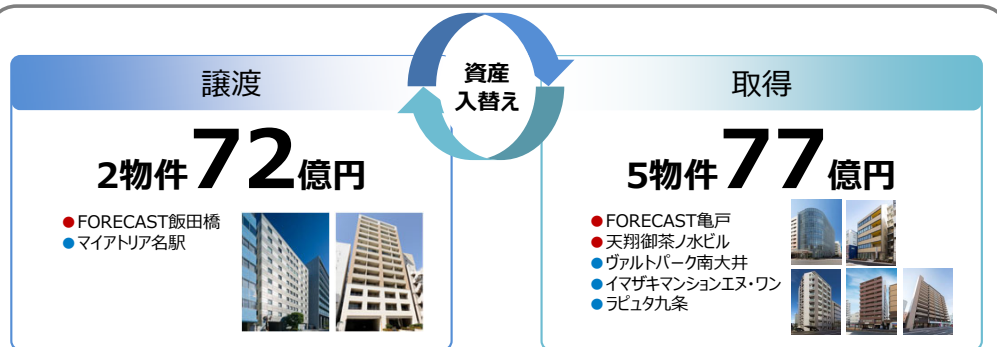 資産
入替え
譲渡
2物件72億円
●FORECAST飯田橋
●マイアトリア名駅
取得
5物件77億円
●FORECAST亀戸
●天翔御茶ノ水ビル
●ヴァルトパーク南大井
●イマザキマンションエヌ・ワン
●ラピュタ九条